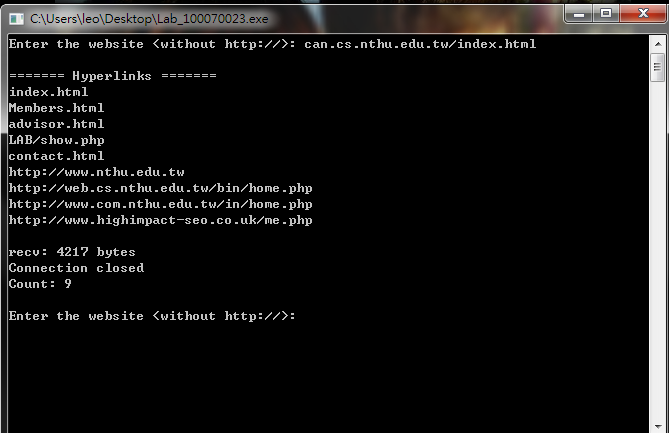 C:\Users\leo\Desktop\Lab_100070023.exe
Enter the website <without http://>: can.cs.nthu.edu.tw/index.html
======= Hyperlinks =======
index.html
Members.html
advisor.html
LAB/show.php
contact.html
http://www.nthu.edu.tw
http://web.cs.nthu.edu.tw/bin/home.php
http://www.com.nthu.edu.tw/in/home.php
http://www.highimpact-seo.co.uk/me.php
recv: 4217 bytes
Connection closed
Count: 9
Enter the website <without http://>: